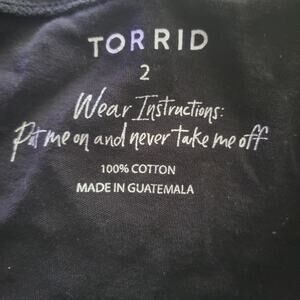 TORRID
2
Wear Instructions:
Put me on and never take me off
100% COTTON
MADE IN GUATEMALA